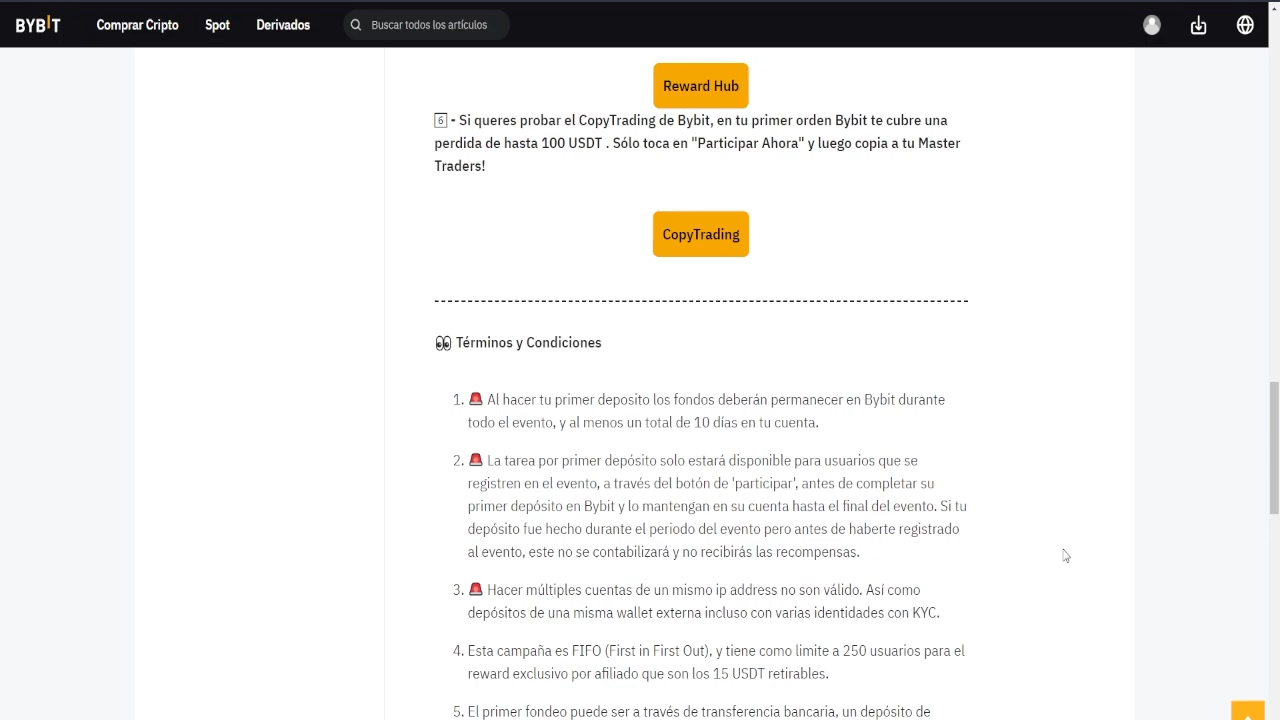 BYBIT Comprar Cripto Spot Derivados Buscar todos los artículos
Reward Hub
6 - Si queres probar el CopyTrading de Bybit, en tu primer orden Bybit te cubre una
perdida de hasta 100 USDT . Sólo toca en "Participar Ahora" y luego copia a tu Master
Traders!
CopyTrading
--------------------------------------------------------------------------------
👀 Términos y Condiciones
1. 🚨 Al hacer tu primer deposito los fondos deberán permanecer en Bybit durante
todo el evento, y al menos un total de 10 días en tu cuenta.
2. 🚨 La tarea por primer depósito solo estará disponible para usuarios que se
registren en el evento, a través del botón de 'participar', antes de completar su
primer depósito en Bybit y lo mantengan en su cuenta hasta el final del evento. Si tu
depósito fue hecho durante el periodo del evento pero antes de haberte registrado
al evento, este no se contabilizará y no recibirás las recompensas.
3. 🚨 Hacer múltiples cuentas de un mismo ip address no son válido. Así como
depósitos de una misma wallet externa incluso con varias identidades con KYC.
4. Esta campaña es FIFO (First in First Out), y tiene como limite a 250 usuarios para el
reward exclusivo por afiliado que son los 15 USDT retirables.
5. El primer fondeo puede ser a través de transferencia bancaria, un depósito de